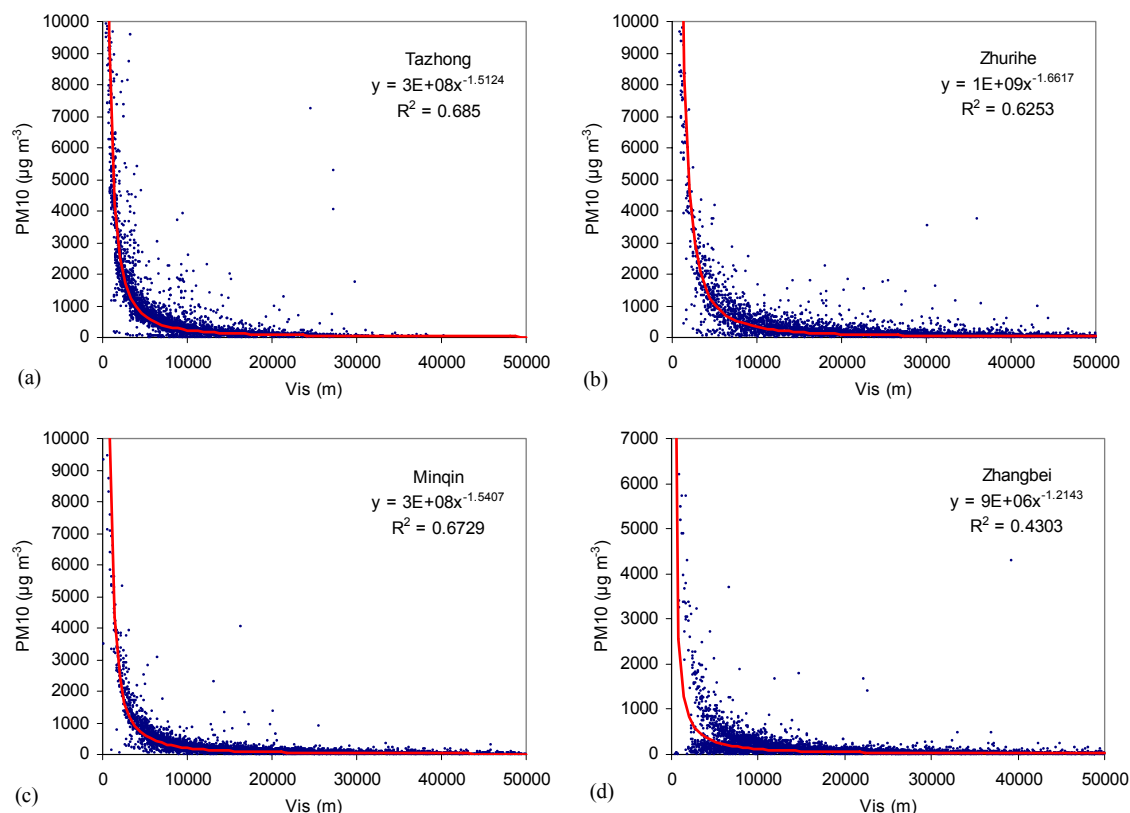 10000
9000
8000
7000
6000
5000
4000
3000
2000
1000
0
PM10 (µg m⁻³)
Tazhong
y = 3E+08x⁻¹·⁵¹²⁴
R² = 0.685
0 10000 20000 30000 40000 50000
Vis (m)
(a)
10000
9000
8000
7000
6000
5000
4000
3000
2000
1000
0
PM10 (µg m⁻³)
Zhurihe
y = 1E+09x⁻¹·⁶⁶¹⁷
R² = 0.6253
0 10000 20000 30000 40000 50000
Vis (m)
(b)
10000
9000
8000
7000
6000
5000
4000
3000
2000
1000
0
PM10 (µg m⁻³)
Minqin
y = 3E+08x⁻¹·⁵⁴⁰⁷
R² = 0.6729
0 10000 20000 30000 40000 50000
Vis (m)
(c)
7000
6000
5000
4000
3000
2000
1000
0
PM10 (µg m⁻³)
Zhangbei
y = 9E+06x⁻¹·²¹⁴³
R² = 0.4303
0 10000 20000 30000 40000 50000
Vis (m)
(d)